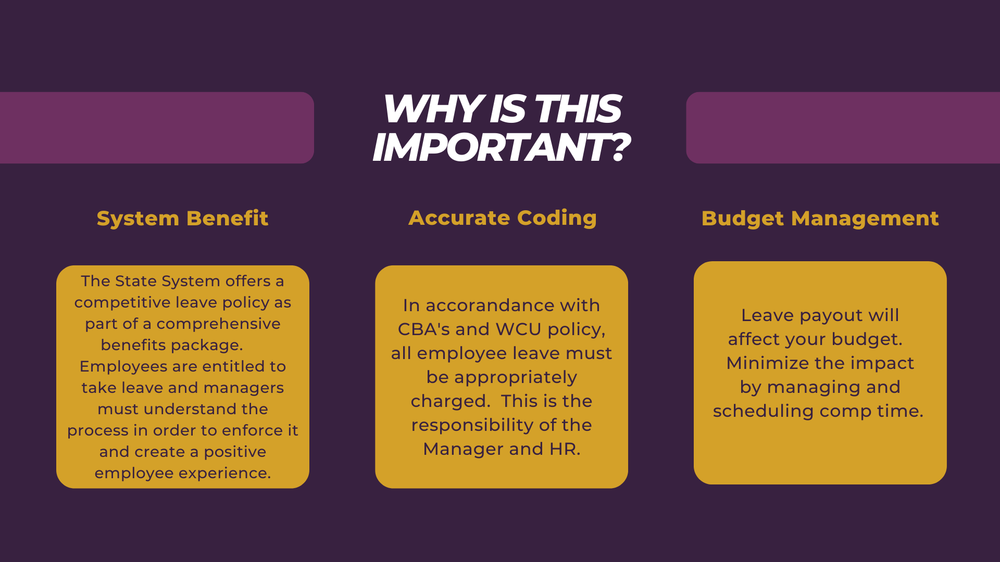 WHY IS THIS
IMPORTANT?
System Benefit
The State System offers a
competitive leave policy as
part of a comprehensive
benefits package.
Employees are entitled to
take leave and managers
must understand the
process in order to enforce it
and create a positive
employee experience.
Accurate Coding
In accorandance with
CBA's and WCU policy,
all employee leave must
be appropriately
charged.  This is the
responsibility of the
Manager and HR.
Budget Management
Leave payout will
affect your budget.
Minimize the impact
by managing and
scheduling comp time.